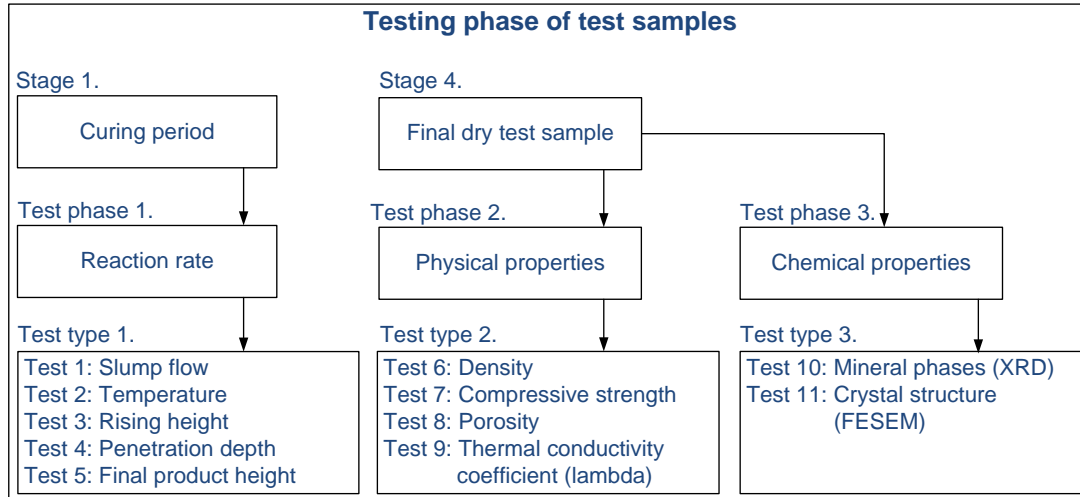 Testing phase of test samples
Stage 1.
Curing period
Test phase 1.
Reaction rate
Test type 1.
Test 1: Slump flow
Test 2: Temperature
Test 3: Rising height
Test 4: Penetration depth
Test 5: Final product height
Stage 4.
Final dry test sample
Test phase 2.
Physical properties
Test type 2.
Test 6: Density
Test 7: Compressive strength
Test 8: Porosity
Test 9: Thermal conductivity
coefficient (lambda)
Test phase 3.
Chemical properties
Test type 3.
Test 10: Mineral phases (XRD)
Test 11: Crystal structure
(FESEM)